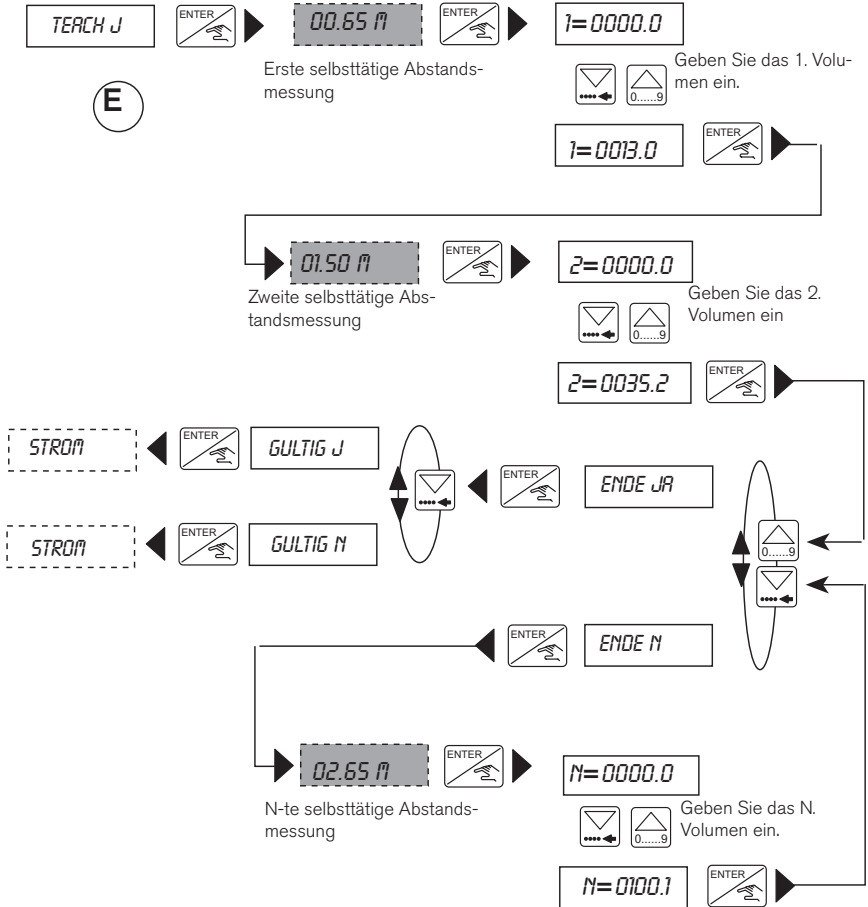 TEACH J
ENTER
00.65 M
ENTER
1=0000.0
Erste selbsttätige Abstands-
messung
Geben Sie das 1. Volu-
men ein.
0......9
E
1=0013.0
ENTER
01.50 M
ENTER
2=0000.0
Zweite selbsttätige Abs-
tandsmessung
Geben Sie das 2.
Volumen ein
0......9
2=0035.2
ENTER
STROM
ENTER
GULTIG J
ENTER
ENDE JA
STROM
ENTER
GULTIG N
0......9
ENTER
ENDE N
02.65 M
ENTER
N=0000.0
N-te selbsttätige Abstands-
messung
Geben Sie das N.
Volumen ein.
0......9
N=0100.1
ENTER